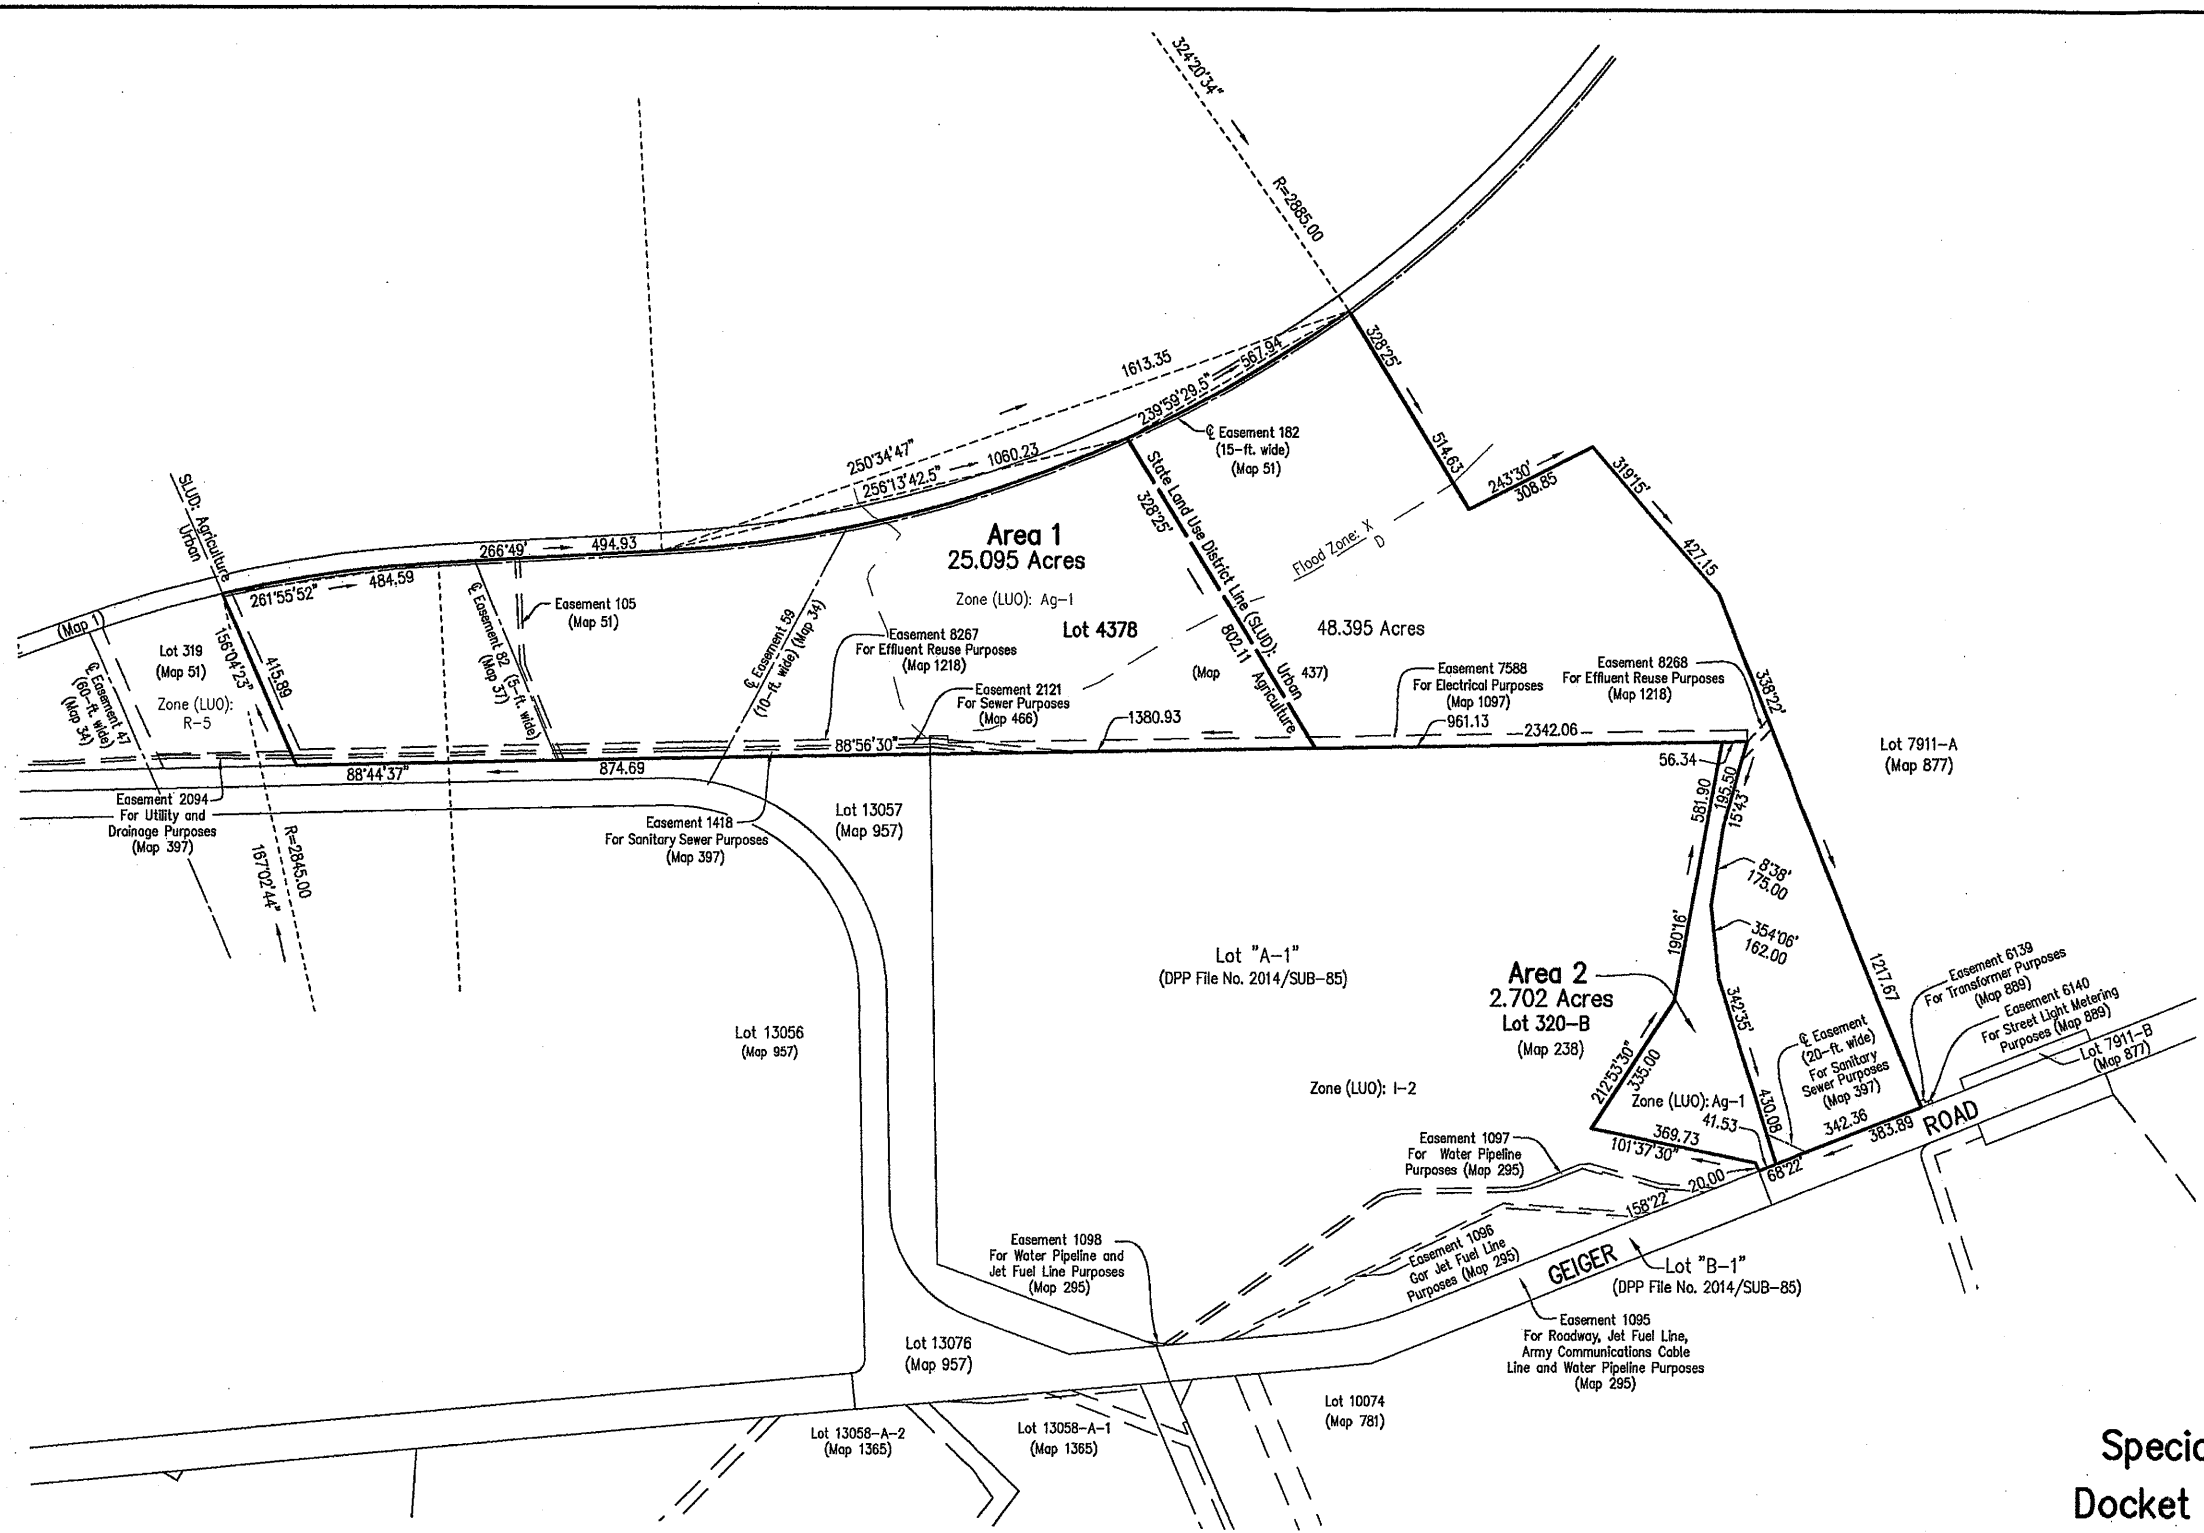 324°20'34"
R=2885.00
328°25'
514.63
243°30'
308.85
319°15'
427.15
338°22'
1217.67
1613.35
250°34'47"
239°59'29.5"
567.94
256°13'42.5"
1060.23
℄ Easement 182
(15-ft. wide)
(Map 51)
SLUD: Agriculture
Urban
266°49'
494.93
261°55'52"
484.59
(Map 1)
156°04'23"
415.89
Lot 319
(Map 51)
Zone (LUO):
R-5
℄ Easement 47
(60-ft. wide)
(Map 34)
℄ Easement 82
(5-ft. wide)
(Map 37)
Easement 105
(Map 51)
℄ Easement 59
(10-ft. wide) (Map 34)
Area 1
25.095 Acres
Zone (LUO): Ag-1
Lot 4378
(Map
437)
State Land Use District Line (SLUD): Urban
Agriculture
328°25'
802.11
Flood Zone: X
D
48.395 Acres
Easement 8267
For Effluent Reuse Purposes
(Map 1218)
Easement 2121
For Sewer Purposes
(Map 466)
Easement 7588
For Electrical Purposes
(Map 1097)
Easement 8268
For Effluent Reuse Purposes
(Map 1218)
1380.93
961.13
2342.06
88°56'30"
88°44'37"
874.69
Lot 7911-A
(Map 877)
Easement 2094
For Utility and
Drainage Purposes
(Map 397)
R=2845.00
167°02'44"
Easement 1418
For Sanitary Sewer Purposes
(Map 397)
Lot 13057
(Map 957)
56.34
195.50
15°43'
581.90
190°16'
8°38'
175.00
354°06'
162.00
342°35'
430.08
Lot "A-1"
(DPP File No. 2014/SUB-85)
Area 2
2.702 Acres
Lot 320-B
(Map 238)
Lot 13056
(Map 957)
Zone (LUO): I-2
212°53'30"
335.00
Zone (LUO): Ag-1
41.53
369.73
101°37'30"
℄ Easement
(20-ft. wide)
For Sanitary
Sewer Purposes
(Map 397)
Easement 6139
For Transformer Purposes
(Map 889)
Easement 6140
For Street Light Metering
Purposes (Map 889)
Lot 7911-B
(Map 877)
342.36
383.89
68°22'
20.00
158°22'
GEIGER
ROAD
Easement 1097
For Water Pipeline
Purposes (Map 295)
Easement 1098
For Water Pipeline and
Jet Fuel Line Purposes
(Map 295)
Easement 1096
Gor Jet Fuel Line
Purposes (Map 295)
Lot "B-1"
(DPP File No. 2014/SUB-85)
Easement 1095
For Roadway, Jet Fuel Line,
Army Communications Cable
Line and Water Pipeline Purposes
(Map 295)
Lot 13076
(Map 957)
Lot 10074
(Map 781)
Lot 13058-A-2
(Map 1365)
Lot 13058-A-1
(Map 1365)
Specia
Docket